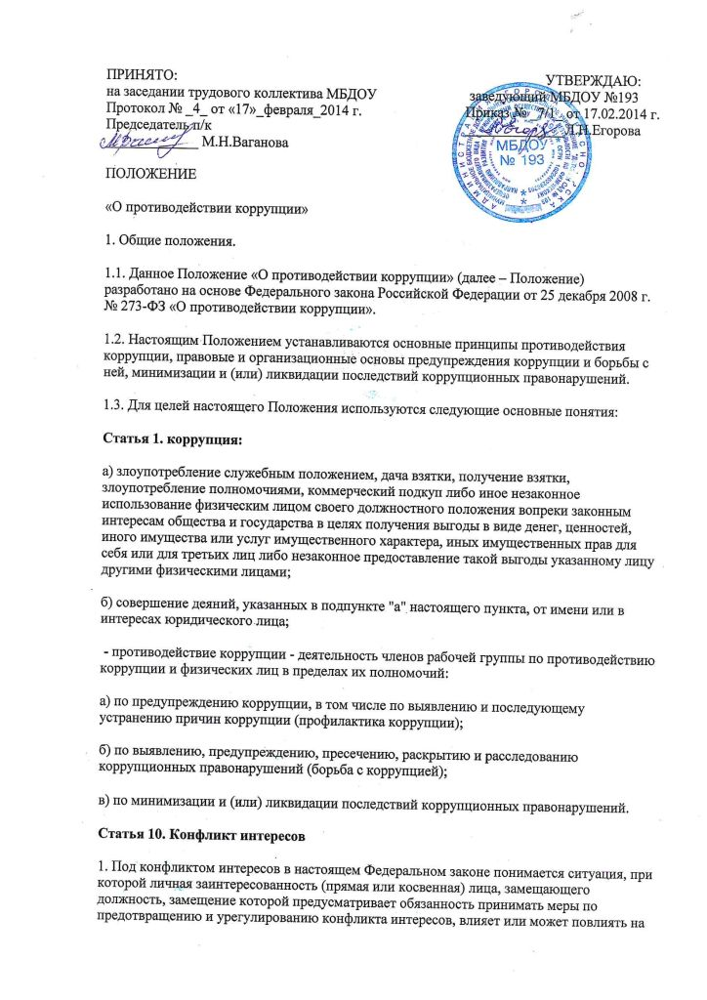 ПРИНЯТО:
УТВЕРЖДАЮ:
на заседании трудового коллектива МБДОУ
заведующий МБДОУ №193
Протокол № _4_ от «17»_февраля_2014 г.
Приказ № от 17.02.2014 г.
Председатель п/к
Л.Н.Егорова
М.Н.Ваганова
МБДОУ
№ 193
ПОЛОЖЕНИЕ
«О противодействии коррупции»
1. Общие положения.
1.1. Данное Положение «О противодействии коррупции» (далее – Положение)
разработано на основе Федерального закона Российской Федерации от 25 декабря 2008 г.
№ 273-ФЗ «О противодействии коррупции».
1.2. Настоящим Положением устанавливаются основные принципы противодействия
коррупции, правовые и организационные основы предупреждения коррупции и борьбы с
ней, минимизации и (или) ликвидации последствий коррупционных правонарушений.
1.3. Для целей настоящего Положения используются следующие основные понятия:
Статья 1. коррупция:
а) злоупотребление служебным положением, дача взятки, получение взятки,
злоупотребление полномочиями, коммерческий подкуп либо иное незаконное
использование физическим лицом своего должностного положения вопреки законным
интересам общества и государства в целях получения выгоды в виде денег, ценностей,
иного имущества или услуг имущественного характера, иных имущественных прав для
себя или для третьих лиц либо незаконное предоставление такой выгоды указанному лицу
другими физическими лицами;
б) совершение деяний, указанных в подпункте "а" настоящего пункта, от имени или в
интересах юридического лица;
- противодействие коррупции - деятельность членов рабочей группы по противодействию
коррупции и физических лиц в пределах их полномочий:
а) по предупреждению коррупции, в том числе по выявлению и последующему
устранению причин коррупции (профилактика коррупции);
б) по выявлению, предупреждению, пресечению, раскрытию и расследованию
коррупционных правонарушений (борьба с коррупцией);
в) по минимизации и (или) ликвидации последствий коррупционных правонарушений.
Статья 10. Конфликт интересов
1. Под конфликтом интересов в настоящем Федеральном законе понимается ситуация, при
которой личная заинтересованность (прямая или косвенная) лица, замещающего
должность, замещение которой предусматривает обязанность принимать меры по
предотвращению и урегулированию конфликта интересов, влияет или может повлиять на